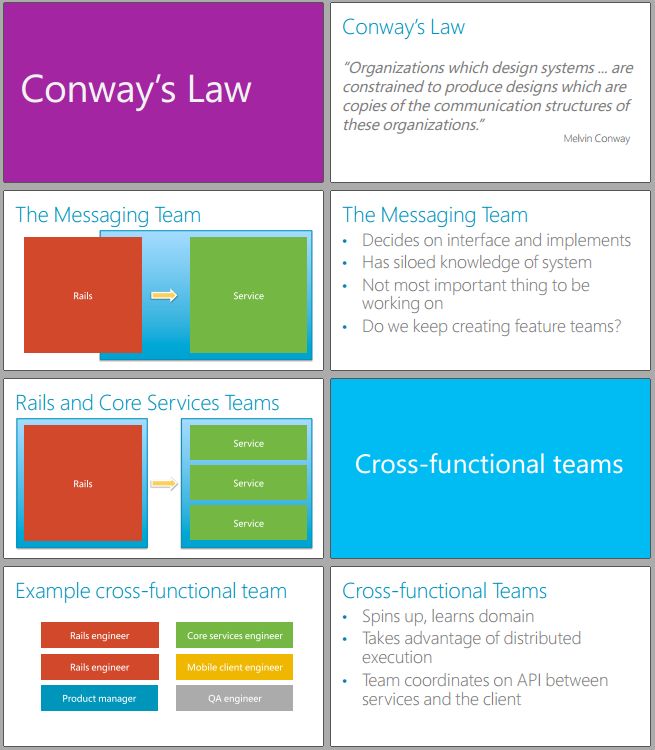 Conway’s Law
Conway’s Law
“Organizations which design systems ... are
constrained to produce designs which are
copies of the communication structures of
these organizations.”
Melvin Conway
The Messaging Team
Rails
Service
The Messaging Team
• Decides on interface and implements
• Has siloed knowledge of system
• Not most important thing to be
working on
• Do we keep creating feature teams?
Rails and Core Services Teams
Rails
Service
Service
Service
Cross-functional teams
Example cross-functional team
Rails engineer
Core services engineer
Rails engineer
Mobile client engineer
Product manager
QA engineer
Cross-functional Teams
• Spins up, learns domain
• Takes advantage of distributed
execution
• Team coordinates on API between
services and the client